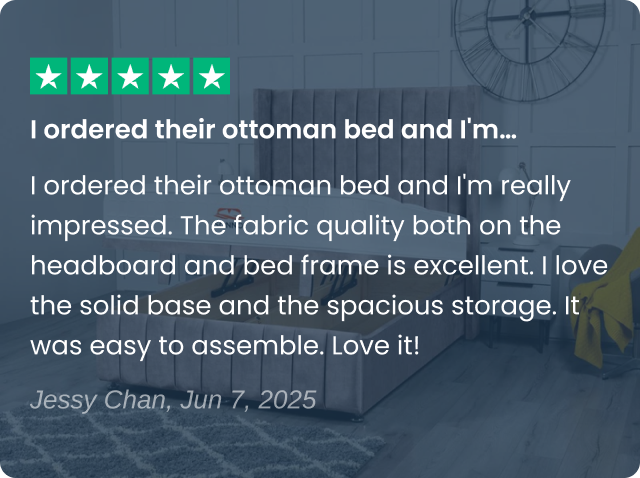 I ordered their ottoman bed and I'm...
I ordered their ottoman bed and I'm really
impressed. The fabric quality both on the
headboard and bed frame is excellent. I love
the solid base and the spacious storage. It
was easy to assemble. Love it!
Jessy Chan, Jun 7, 2025